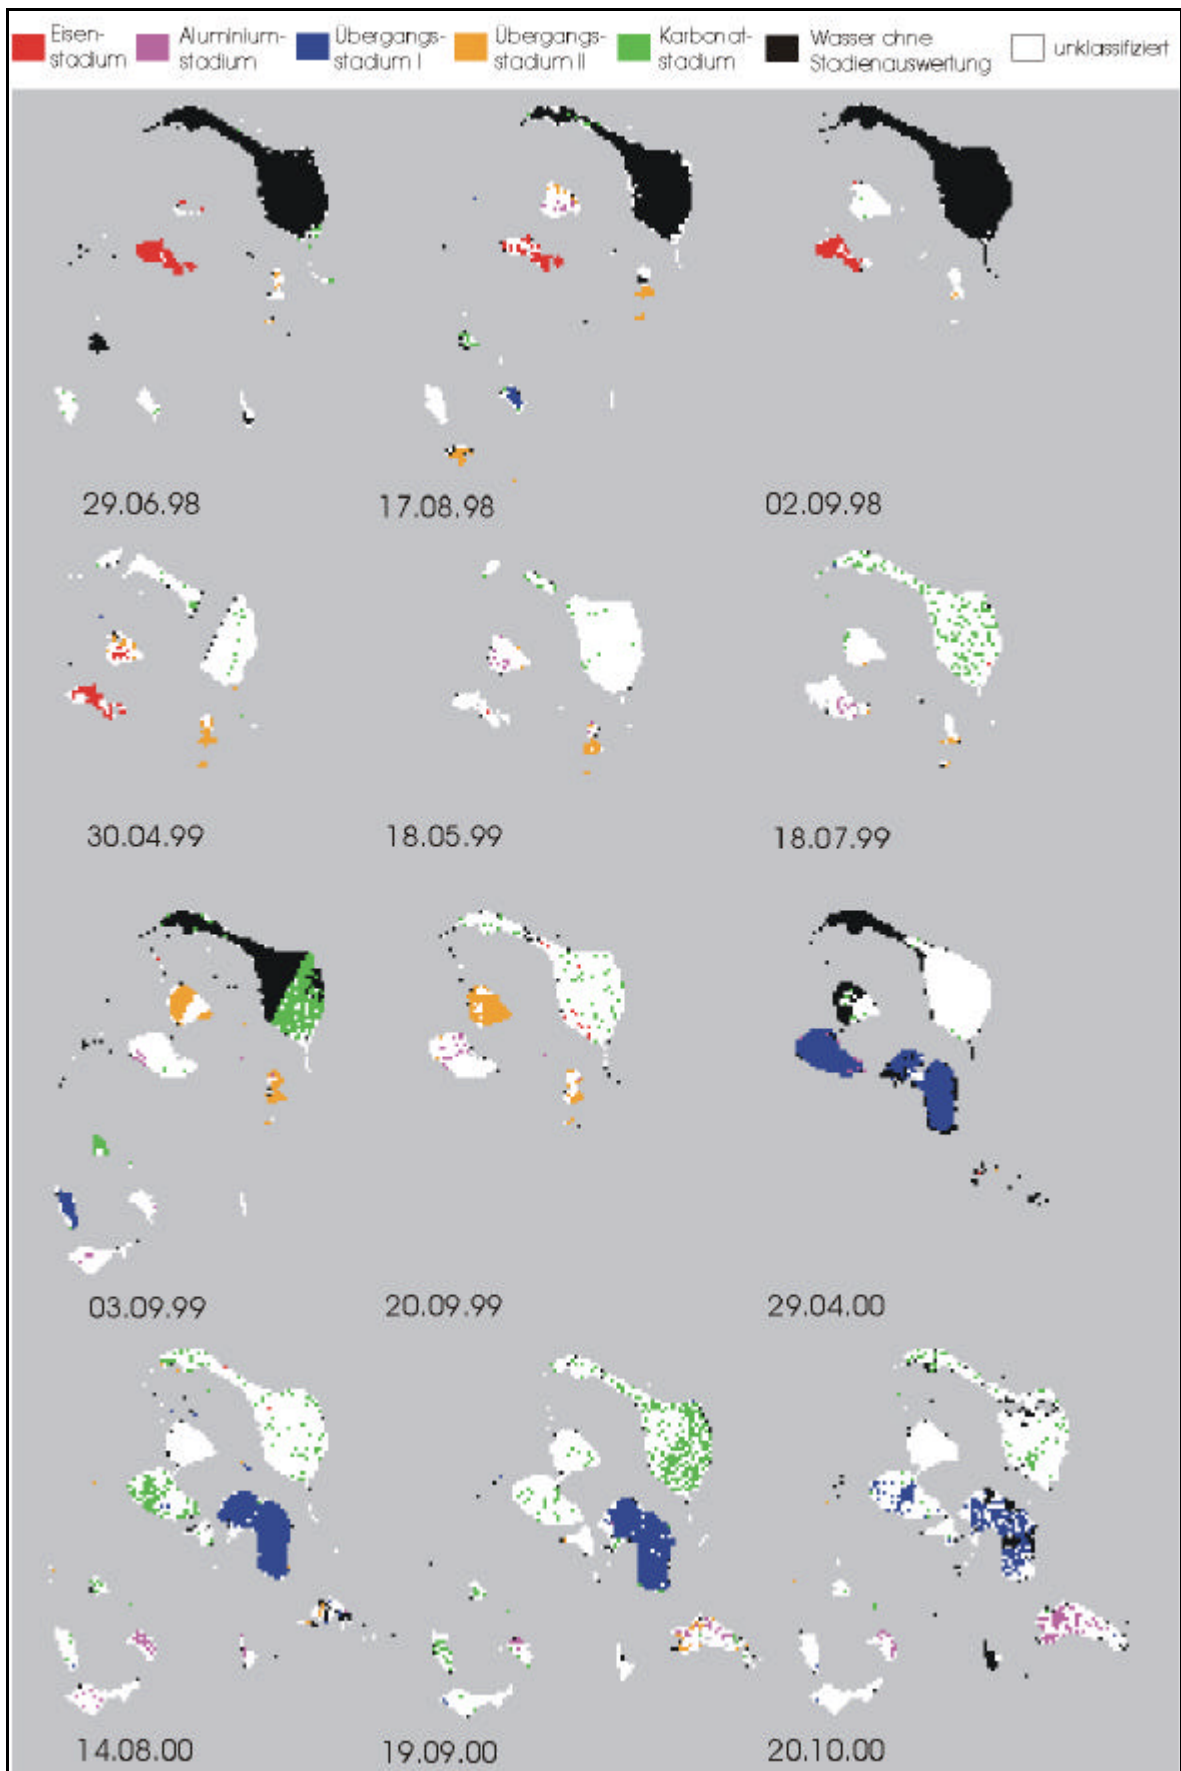 Eisen-
stadium
Aluminium-
stadium
Übergangs-
stadium I
Übergangs-
stadium II
Karbonat-
stadium
Wasser ohne
Stadienauswertung
unklassifiziert
29.06.98
17.08.98
02.09.98
30.04.99
18.05.99
18.07.99
03.09.99
20.09.99
29.04.00
14.08.00
19.09.00
20.10.00